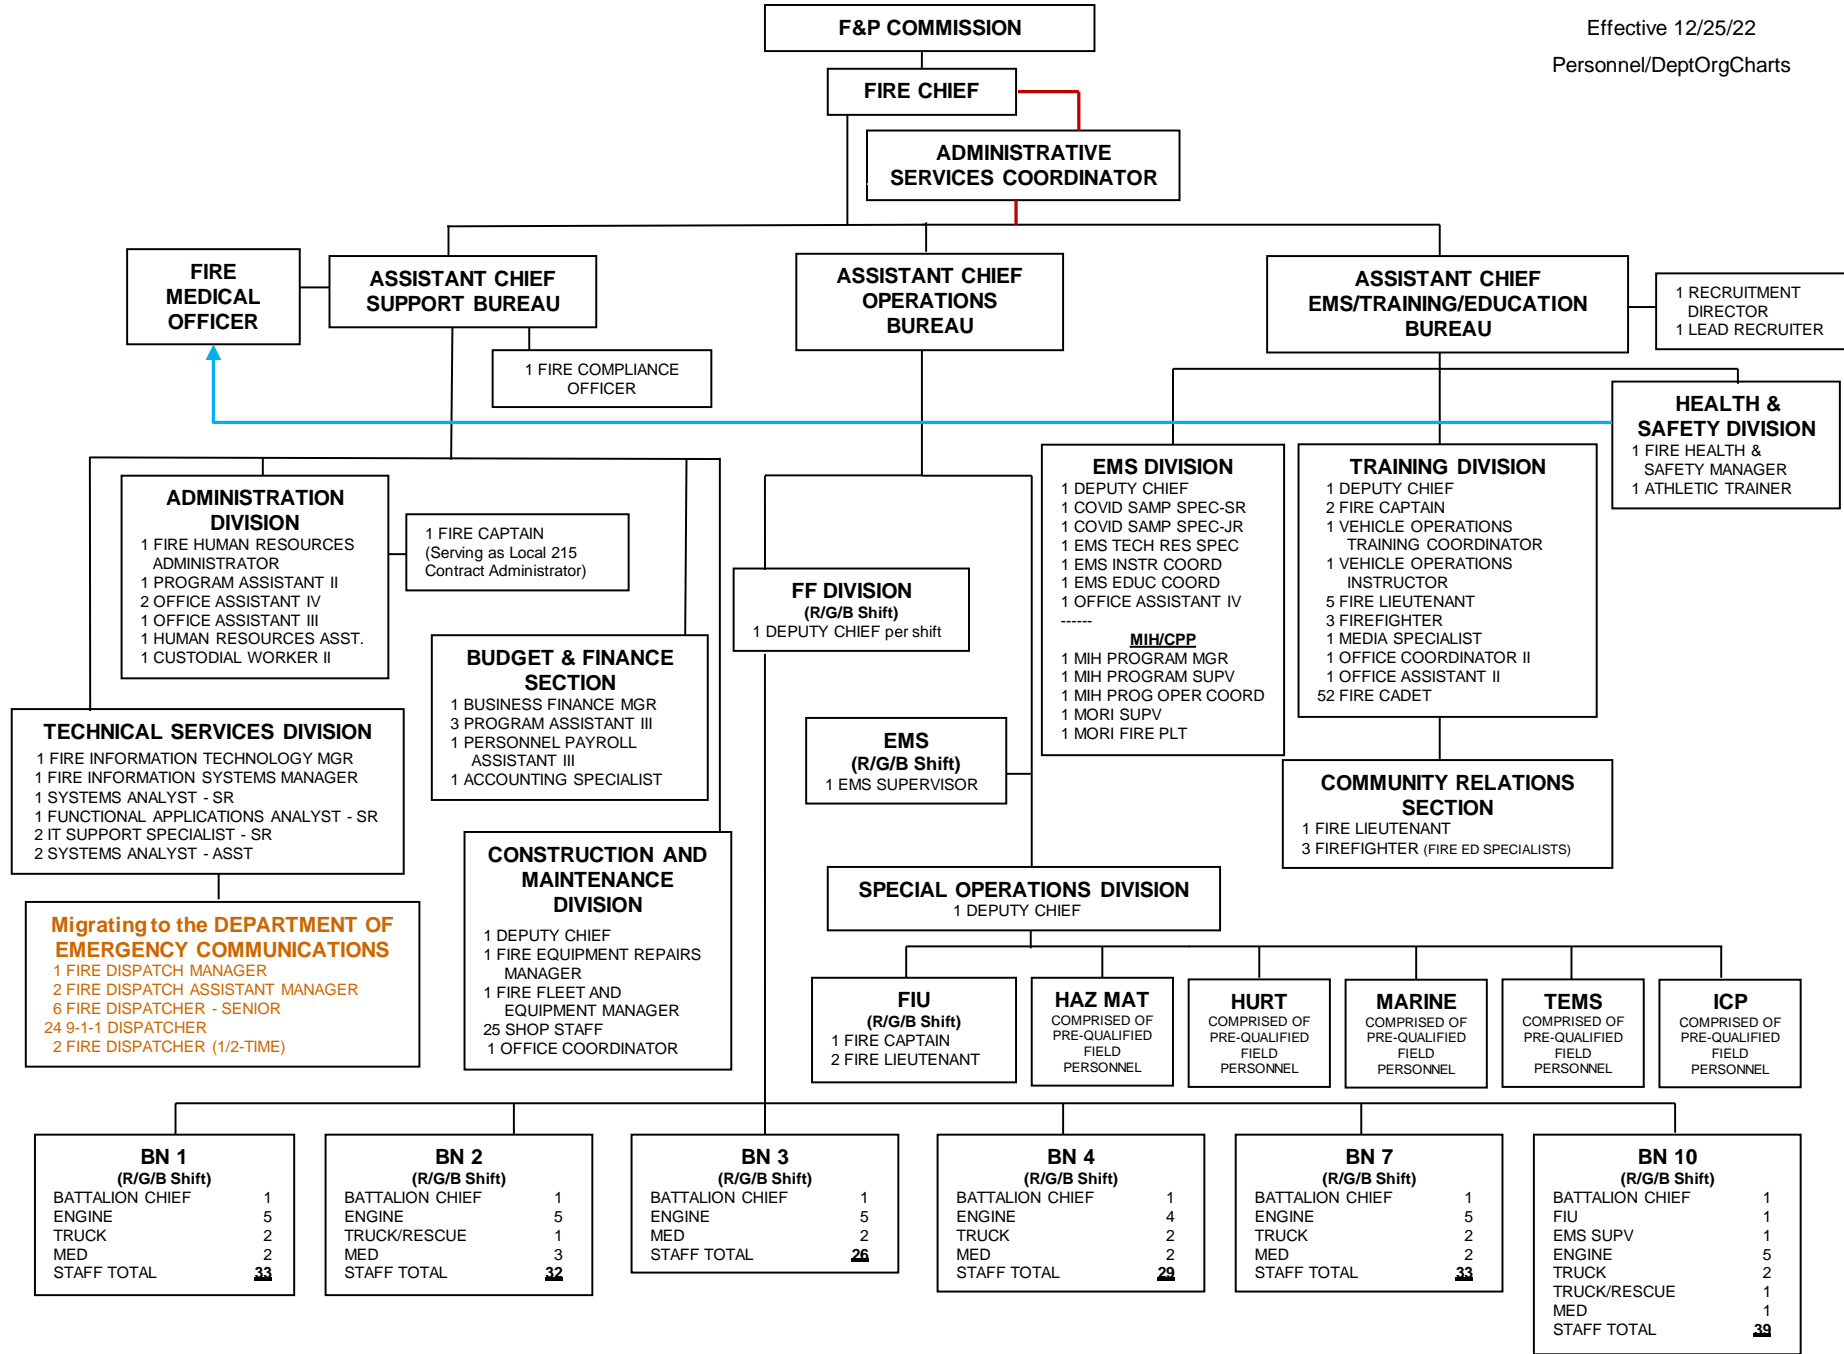 F&P COMMISSION
Effective 12/25/22
Personnel/DeptOrgCharts
FIRE CHIEF
ADMINISTRATIVE
SERVICES COORDINATOR
FIRE
MEDICAL
OFFICER
ASSISTANT CHIEF
SUPPORT BUREAU
ASSISTANT CHIEF
OPERATIONS
BUREAU
ASSISTANT CHIEF
EMS/TRAINING/EDUCATION
BUREAU
1 RECRUITMENT
DIRECTOR
1 LEAD RECRUITER
1 FIRE COMPLIANCE
OFFICER
HEALTH &
SAFETY DIVISION
1 FIRE HEALTH &
SAFETY MANAGER
1 ATHLETIC TRAINER
ADMINISTRATION
DIVISION
1 FIRE HUMAN RESOURCES
ADMINISTRATOR
1 PROGRAM ASSISTANT II
2 OFFICE ASSISTANT IV
1 OFFICE ASSISTANT III
1 HUMAN RESOURCES ASST.
1 CUSTODIAL WORKER II
1 FIRE CAPTAIN
(Serving as Local 215
Contract Administrator)
EMS DIVISION
1 DEPUTY CHIEF
1 COVID SAMP SPEC-SR
1 COVID SAMP SPEC-JR
1 EMS TECH RES SPEC
1 EMS INSTR COORD
1 EMS EDUC COORD
1 OFFICE ASSISTANT IV
------
MIH/CPP
1 MIH PROGRAM MGR
1 MIH PROGRAM SUPV
1 MIH PROG OPER COORD
1 MORI SUPV
1 MORI FIRE PLT
TRAINING DIVISION
1 DEPUTY CHIEF
2 FIRE CAPTAIN
1 VEHICLE OPERATIONS
TRAINING COORDINATOR
1 VEHICLE OPERATIONS
INSTRUCTOR
5 FIRE LIEUTENANT
3 FIREFIGHTER
1 MEDIA SPECIALIST
1 OFFICE COORDINATOR II
1 OFFICE ASSISTANT II
52 FIRE CADET
FF DIVISION
(R/G/B Shift)
1 DEPUTY CHIEF per shift
BUDGET & FINANCE
SECTION
1 BUSINESS FINANCE MGR
3 PROGRAM ASSISTANT III
1 PERSONNEL PAYROLL
ASSISTANT III
1 ACCOUNTING SPECIALIST
TECHNICAL SERVICES DIVISION
1 FIRE INFORMATION TECHNOLOGY MGR
1 FIRE INFORMATION SYSTEMS MANAGER
1 SYSTEMS ANALYST - SR
1 FUNCTIONAL APPLICATIONS ANALYST - SR
2 IT SUPPORT SPECIALIST - SR
2 SYSTEMS ANALYST - ASST
EMS
(R/G/B Shift)
1 EMS SUPERVISOR
COMMUNITY RELATIONS
SECTION
1 FIRE LIEUTENANT
3 FIREFIGHTER (FIRE ED SPECIALISTS)
CONSTRUCTION AND
MAINTENANCE
DIVISION
1 DEPUTY CHIEF
1 FIRE EQUIPMENT REPAIRS
MANAGER
1 FIRE FLEET AND
EQUIPMENT MANAGER
25 SHOP STAFF
1 OFFICE COORDINATOR
SPECIAL OPERATIONS DIVISION
1 DEPUTY CHIEF
Migrating to the DEPARTMENT OF
EMERGENCY COMMUNICATIONS
1 FIRE DISPATCH MANAGER
2 FIRE DISPATCH ASSISTANT MANAGER
6 FIRE DISPATCHER - SENIOR
24 9-1-1 DISPATCHER
2 FIRE DISPATCHER (1/2-TIME)
FIU
(R/G/B Shift)
1 FIRE CAPTAIN
2 FIRE LIEUTENANT
HAZ MAT
COMPRISED OF
PRE-QUALIFIED
FIELD
PERSONNEL
HURT
COMPRISED OF
PRE-QUALIFIED
FIELD
PERSONNEL
MARINE
COMPRISED OF
PRE-QUALIFIED
FIELD
PERSONNEL
TEMS
COMPRISED OF
PRE-QUALIFIED
FIELD
PERSONNEL
ICP
COMPRISED OF
PRE-QUALIFIED
FIELD
PERSONNEL
BN 1
(R/G/B Shift)
BATTALION CHIEF 1
ENGINE 5
TRUCK 2
MED 2
STAFF TOTAL 33
BN 2
(R/G/B Shift)
BATTALION CHIEF 1
ENGINE 5
TRUCK/RESCUE 1
MED 3
STAFF TOTAL 32
BN 3
(R/G/B Shift)
BATTALION CHIEF 1
ENGINE 5
MED 2
STAFF TOTAL 26
BN 4
(R/G/B Shift)
BATTALION CHIEF 1
ENGINE 4
TRUCK 2
MED 2
STAFF TOTAL 29
BN 7
(R/G/B Shift)
BATTALION CHIEF 1
ENGINE 5
TRUCK 2
MED 2
STAFF TOTAL 33
BN 10
(R/G/B Shift)
BATTALION CHIEF 1
FIU 1
EMS SUPV 1
ENGINE 5
TRUCK 2
TRUCK/RESCUE 1
MED 1
STAFF TOTAL 39